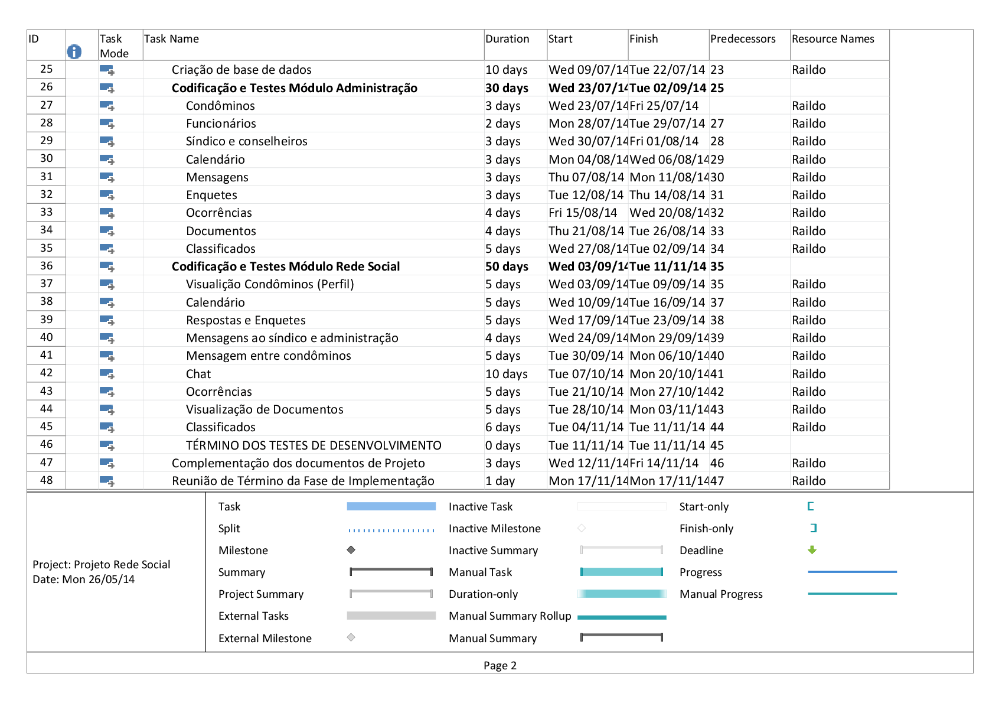 ID Task Mode Task Name Duration Start Finish Predecessors Resource Names
25 Criação de base de dados 10 days Wed 09/07/14 Tue 22/07/14 23 Raildo
26 Codificação e Testes Módulo Administração 30 days Wed 23/07/14 Tue 02/09/14 25
27 Condôminos 3 days Wed 23/07/14 Fri 25/07/14 Raildo
28 Funcionários 2 days Mon 28/07/14 Tue 29/07/14 27 Raildo
29 Síndico e conselheiros 3 days Wed 30/07/14 Fri 01/08/14 28 Raildo
30 Calendário 3 days Mon 04/08/14 Wed 06/08/14 29 Raildo
31 Mensagens 3 days Thu 07/08/14 Mon 11/08/14 30 Raildo
32 Enquetes 3 days Tue 12/08/14 Thu 14/08/14 31 Raildo
33 Ocorrências 4 days Fri 15/08/14 Wed 20/08/14 32 Raildo
34 Documentos 4 days Thu 21/08/14 Tue 26/08/14 33 Raildo
35 Classificados 5 days Wed 27/08/14 Tue 02/09/14 34 Raildo
36 Codificação e Testes Módulo Rede Social 50 days Wed 03/09/14 Tue 11/11/14 35
37 Visualição Condôminos (Perfil) 5 days Wed 03/09/14 Tue 09/09/14 35 Raildo
38 Calendário 5 days Wed 10/09/14 Tue 16/09/14 37 Raildo
39 Respostas e Enquetes 5 days Wed 17/09/14 Tue 23/09/14 38 Raildo
40 Mensagens ao síndico e administração 4 days Wed 24/09/14 Mon 29/09/14 39 Raildo
41 Mensagem entre condôminos 5 days Tue 30/09/14 Mon 06/10/14 40 Raildo
42 Chat 10 days Tue 07/10/14 Mon 20/10/14 41 Raildo
43 Ocorrências 5 days Tue 21/10/14 Mon 27/10/14 42 Raildo
44 Visualização de Documentos 5 days Tue 28/10/14 Mon 03/11/14 43 Raildo
45 Classificados 6 days Tue 04/11/14 Tue 11/11/14 44 Raildo
46 TÉRMINO DOS TESTES DE DESENVOLVIMENTO 0 days Tue 11/11/14 Tue 11/11/14 45
47 Complementação dos documentos de Projeto 3 days Wed 12/11/14 Fri 14/11/14 46 Raildo
48 Reunião de Término da Fase de Implementação 1 day Mon 17/11/14 Mon 17/11/14 47 Raildo
Project: Projeto Rede Social
Date: Mon 26/05/14
Task Inactive Task Start-only
Split Inactive Milestone Finish-only
Milestone Inactive Summary Deadline
Summary Manual Task Progress
Project Summary Duration-only Manual Progress
External Tasks Manual Summary Rollup
External Milestone Manual Summary
Page 2